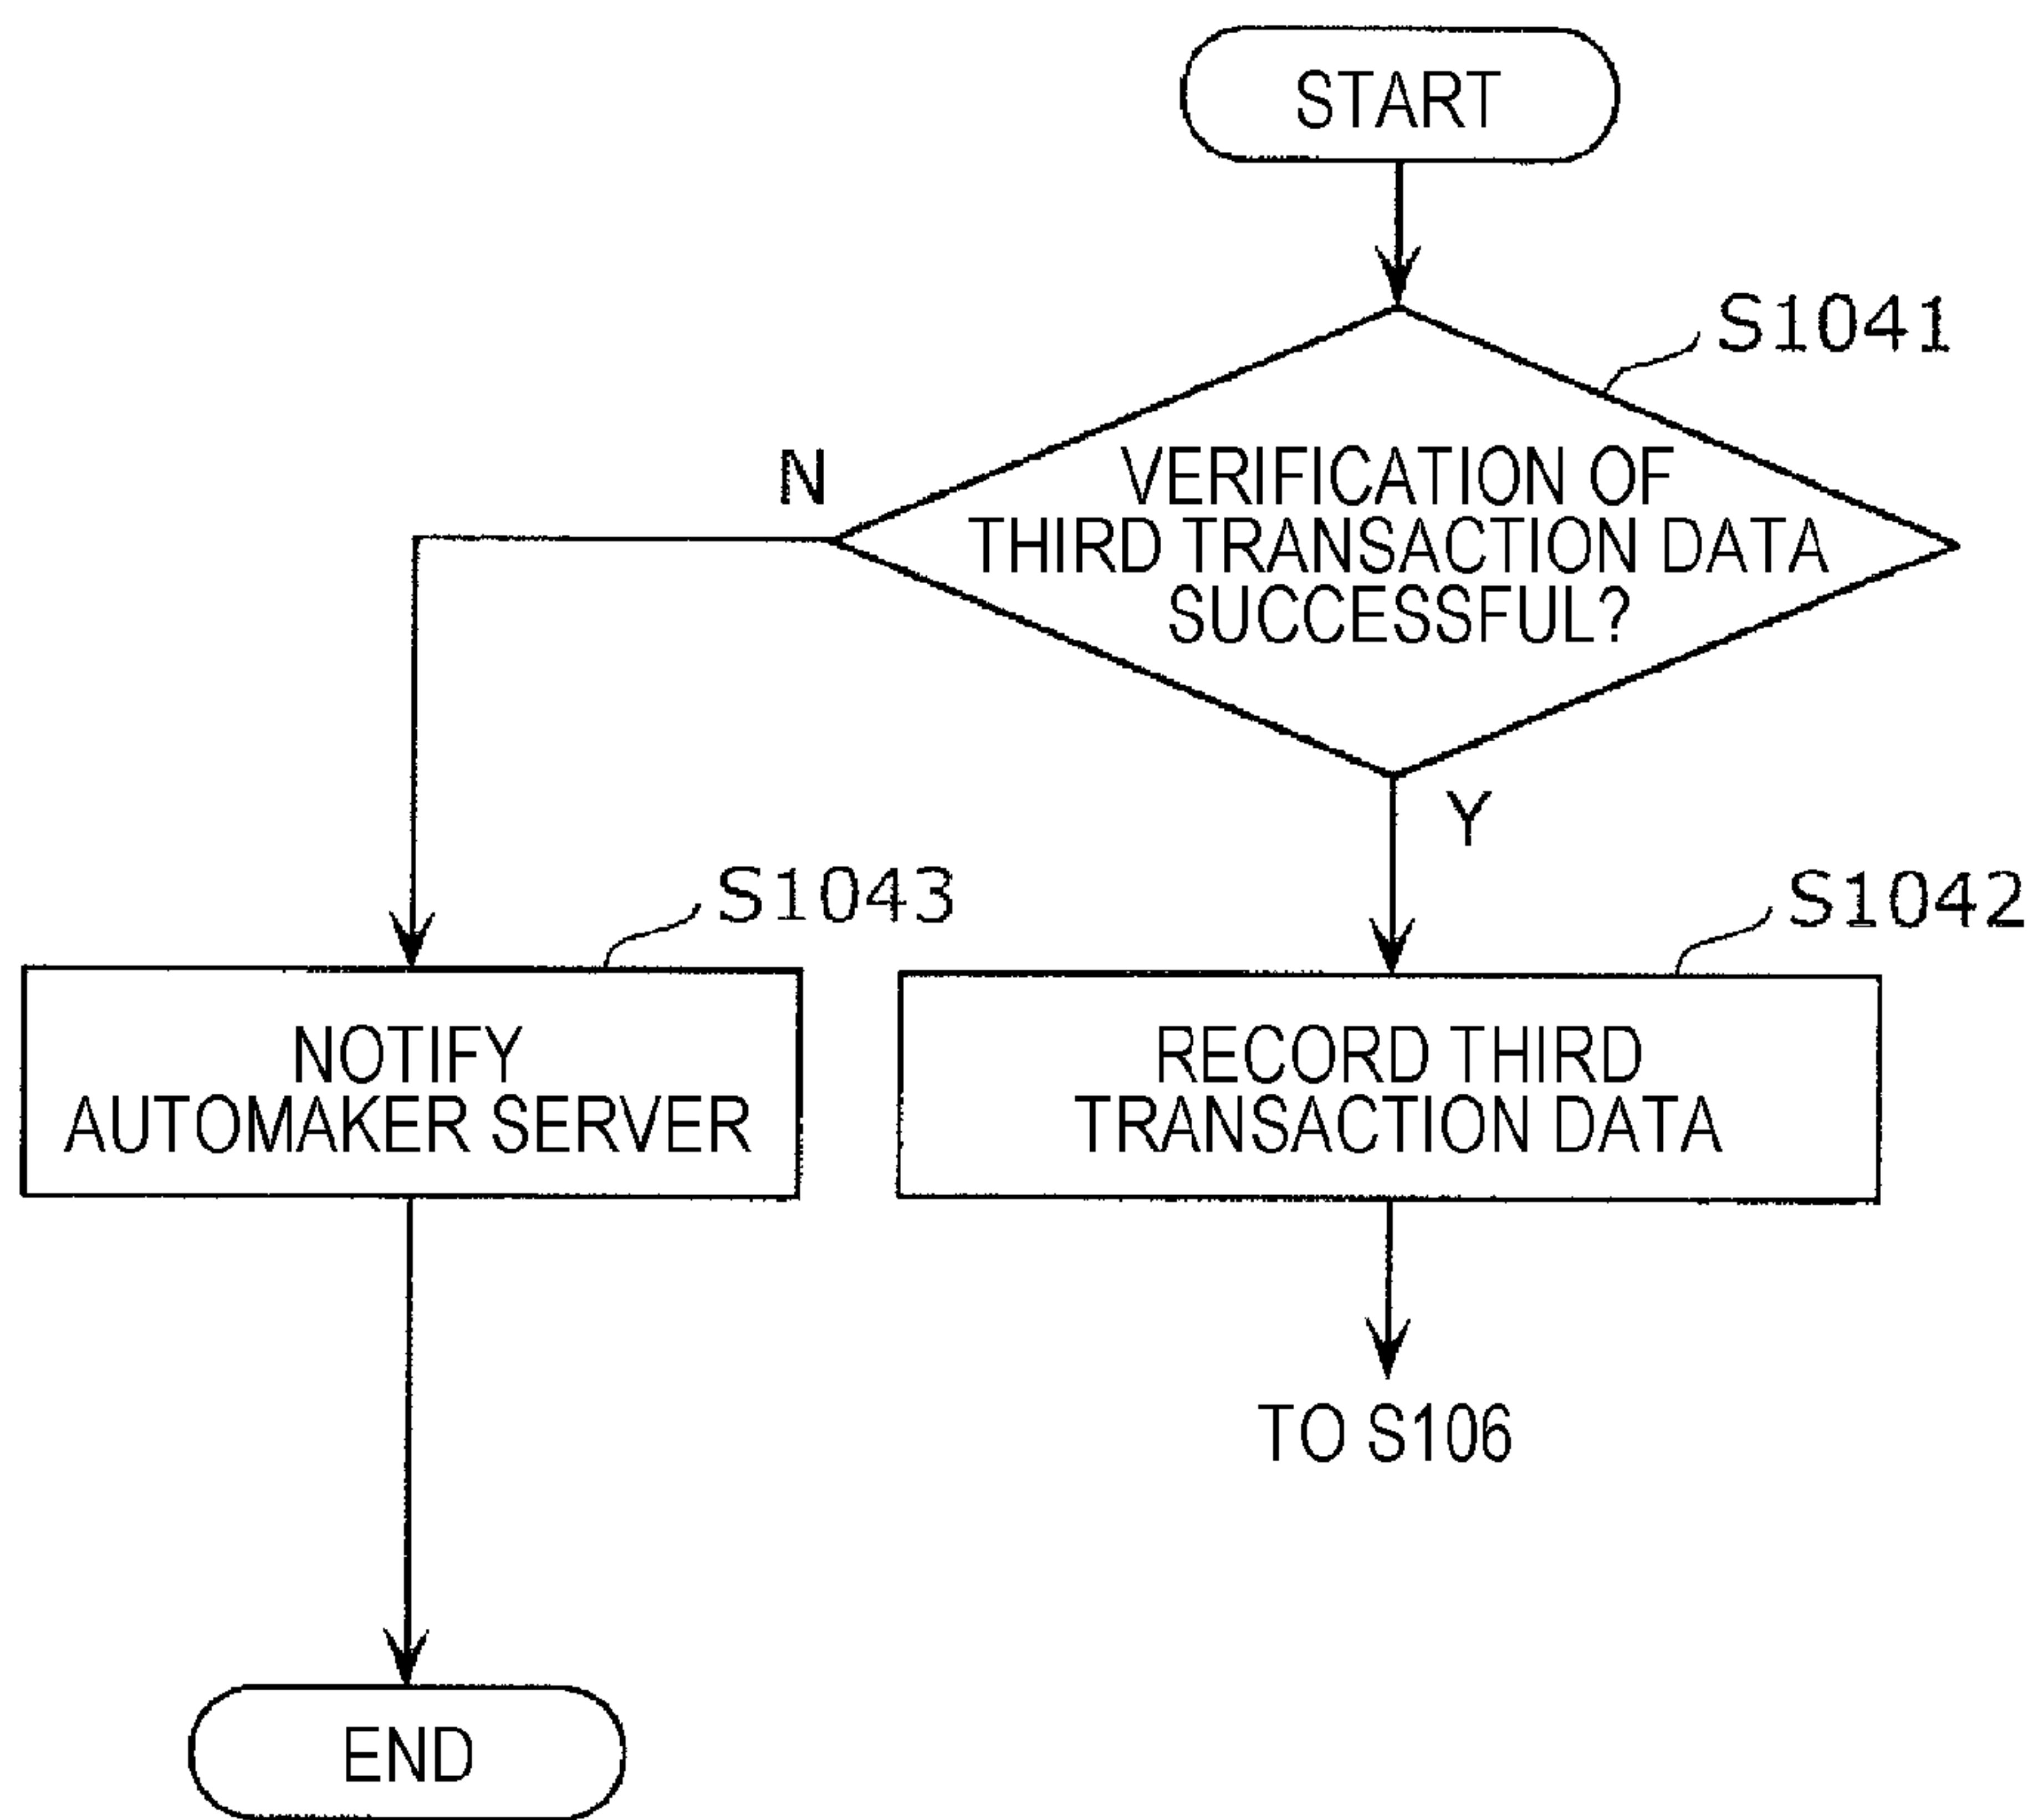 START
S1041
N
VERIFICATION OF
THIRD TRANSACTION DATA
SUCCESSFUL?
Y
S1043
S1042
NOTIFY
AUTOMAKER SERVER
RECORD THIRD
TRANSACTION DATA
TO S106
END